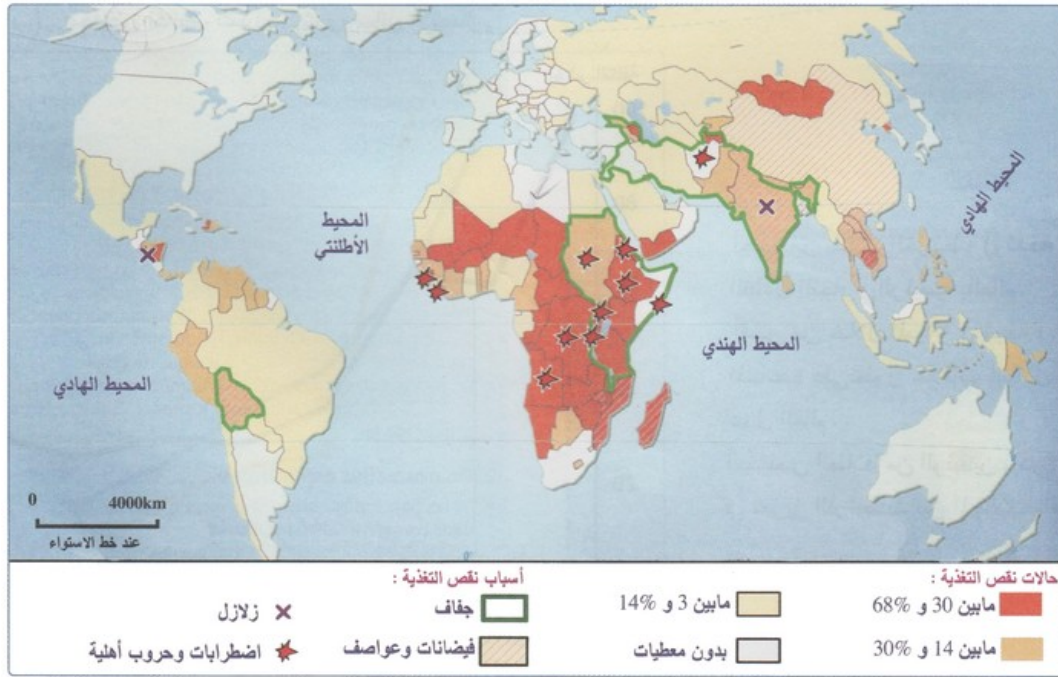 المحيط الهادي
المحيط
الأطلنتي
المحيط الهندي
المحيط الهادي
0 4000km
عند خط الاستواء
0°
حالات نقص التغذية :
مابين 30 و 68%
مابين 14 و 30%
مابين 3 و 14%
بدون معطيات
أسباب نقص التغذية :
جفاف
فيضانات وعواصف
زلازل
اضطرابات وحروب أهلية